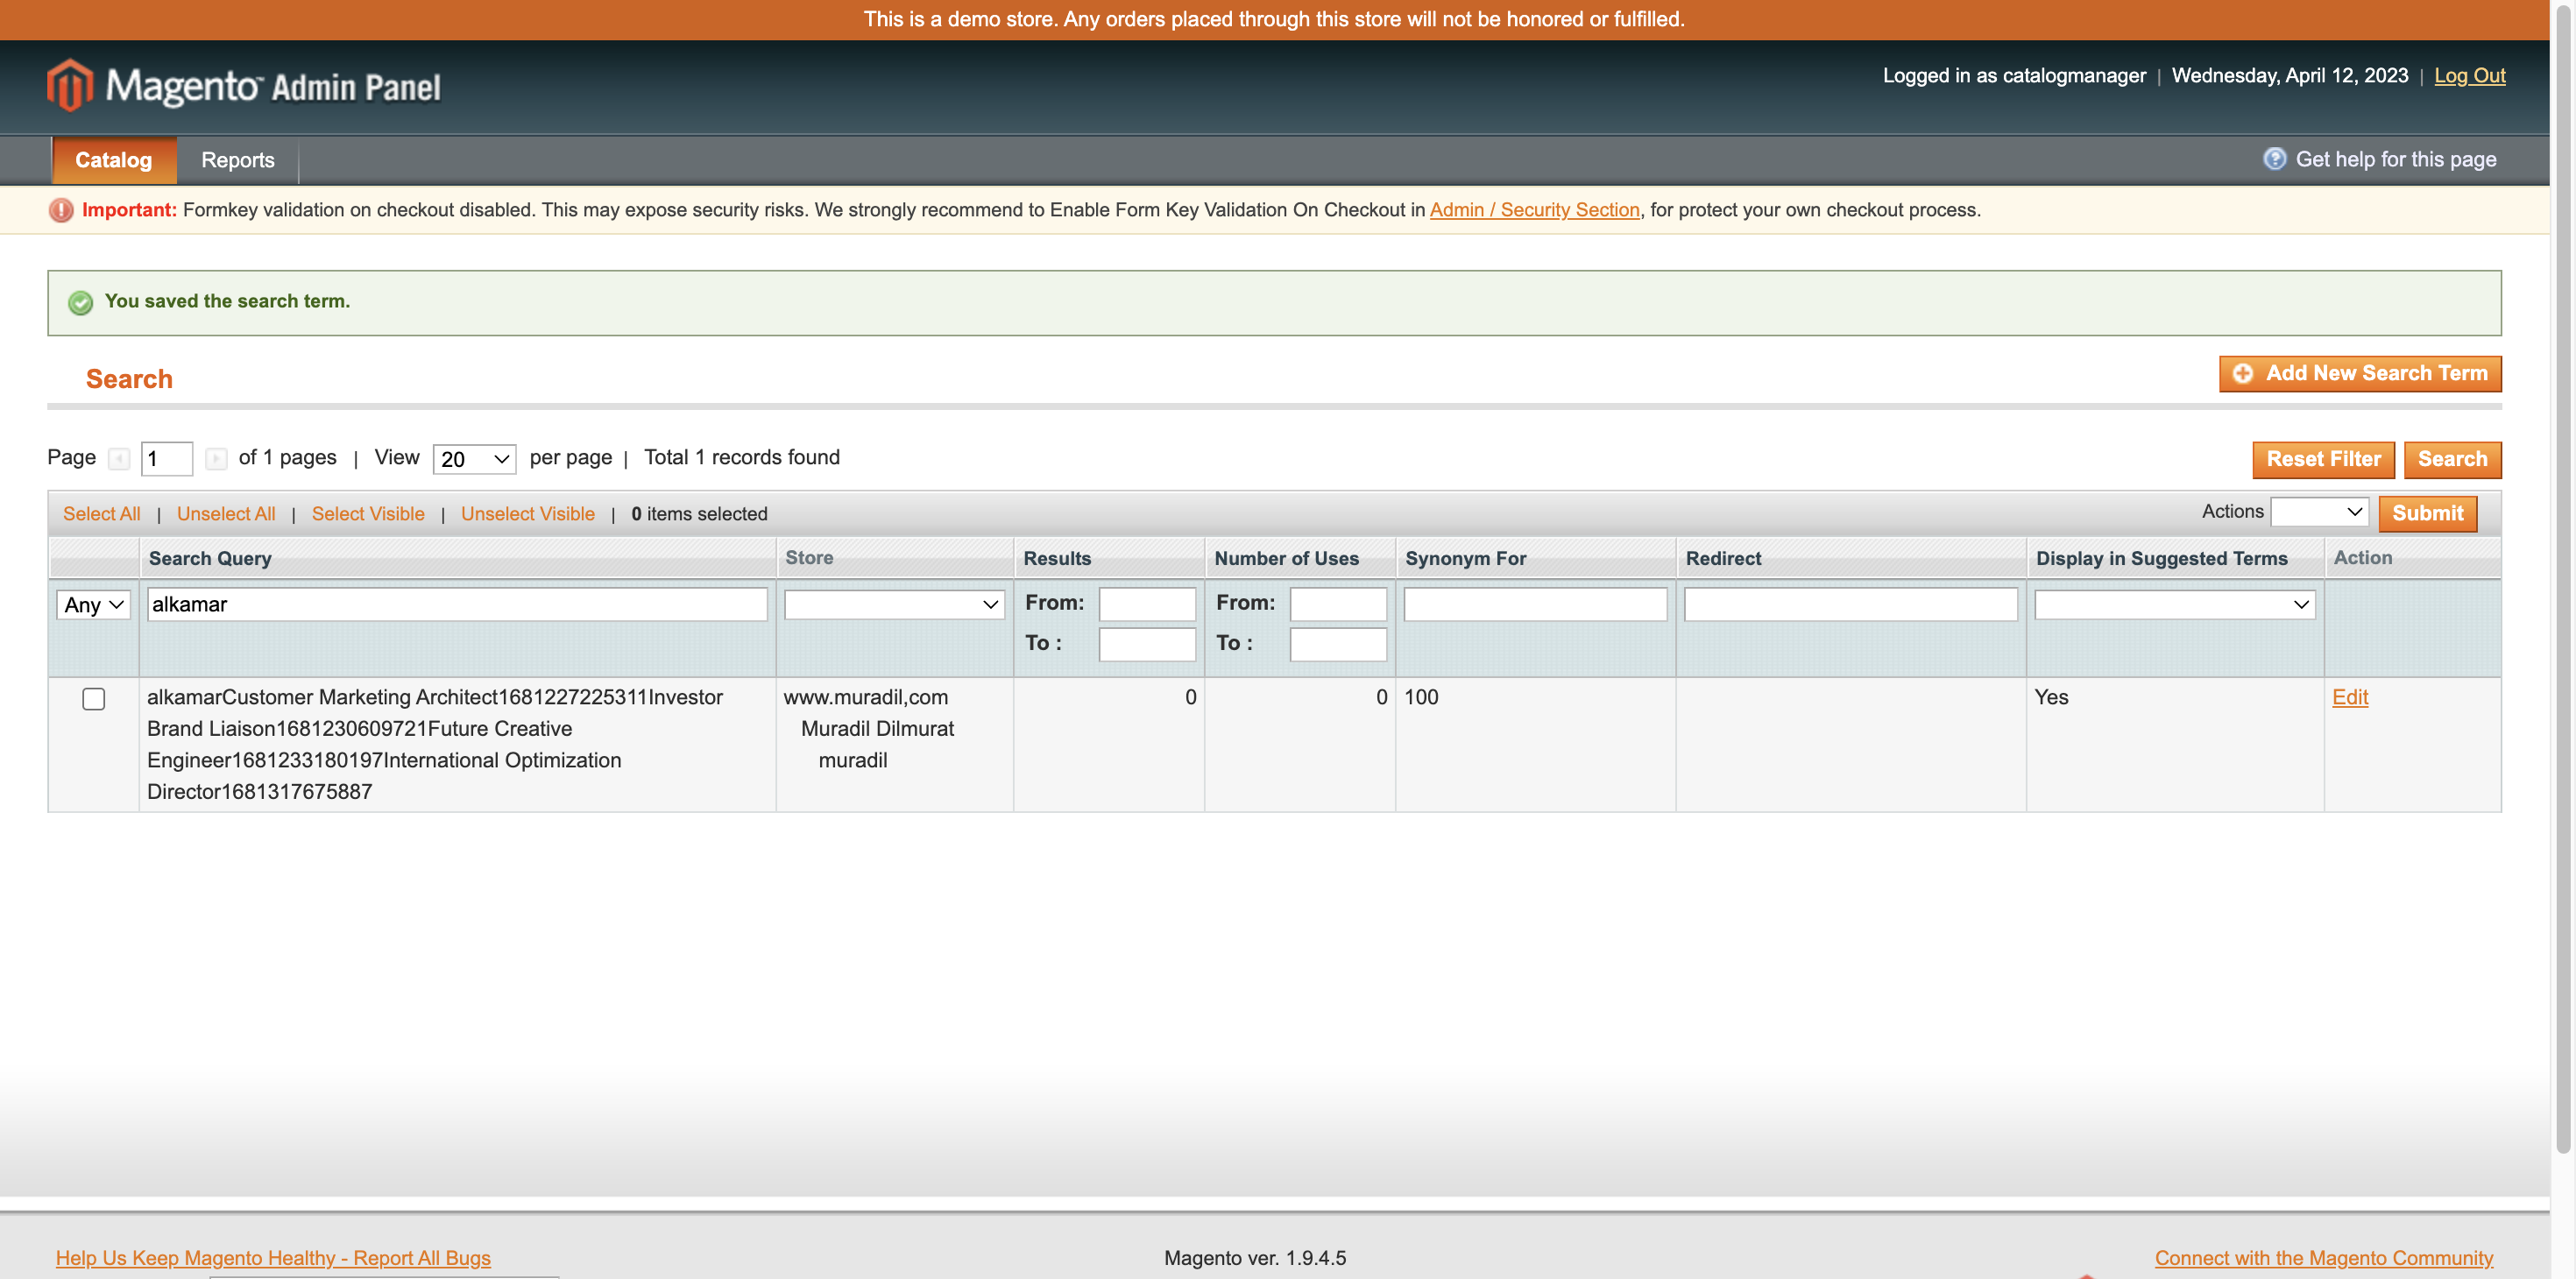 This is a demo store. Any orders placed through this store will not be honored or fulfilled.
Magento™ Admin Panel
Logged in as catalogmanager | Wednesday, April 12, 2023 | Log Out
Catalog Reports Get help for this page
Important: Formkey validation on checkout disabled. This may expose security risks. We strongly recommend to Enable Form Key Validation On Checkout in Admin / Security Section, for protect your own checkout process.
You saved the search term.
Search Add New Search Term
Page 1 of 1 pages | View 20 per page | Total 1 records found Reset Filter Search
Select All | Unselect All | Select Visible | Unselect Visible | 0 items selected Actions Submit
Search Query Store Results Number of Uses Synonym For Redirect Display in Suggested Terms Action
Any alkamar From: From:
To : To :
alkamarCustomer Marketing Architect1681227225311Investor www.muradil,com 0 0 100 Yes Edit
Brand Liaison1681230609721Future Creative Muradil Dilmurat
Engineer1681233180197International Optimization muradil
Director1681317675887
Help Us Keep Magento Healthy - Report All Bugs Magento ver. 1.9.4.5 Connect with the Magento Community